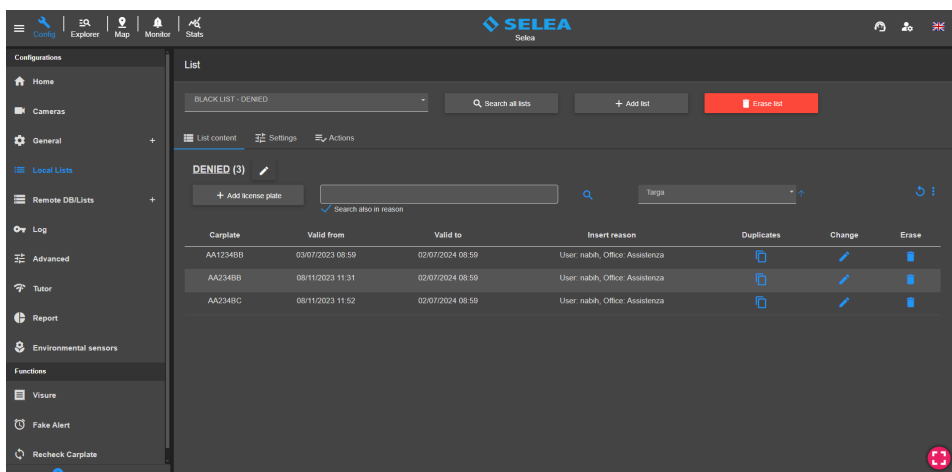 Config
Explorer
Map
Monitor
Stats
SELEA
Selea
Configurations
Home
Cameras
General +
Local Lists
Remote DB/Lists +
Log
Advanced
Tutor
Report
Environmental sensors
Functions
Visure
Fake Alert
Recheck Carplate
List
BLACK LIST - DENIED
Search all lists
+ Add list
Erase list
List content
Settings
Actions
DENIED (3)
+ Add license plate
Search also in reason
Targa
Carplate Valid from Valid to Insert reason Duplicates Change Erase
AA1234BB 03/07/2023 08:59 02/07/2024 08:59 User: nabih, Office: Assistenza
AA234BB 08/11/2023 11:31 02/07/2024 08:59 User: nabih, Office: Assistenza
AA234BC 08/11/2023 11:52 02/07/2024 08:59 User: nabih, Office: Assistenza